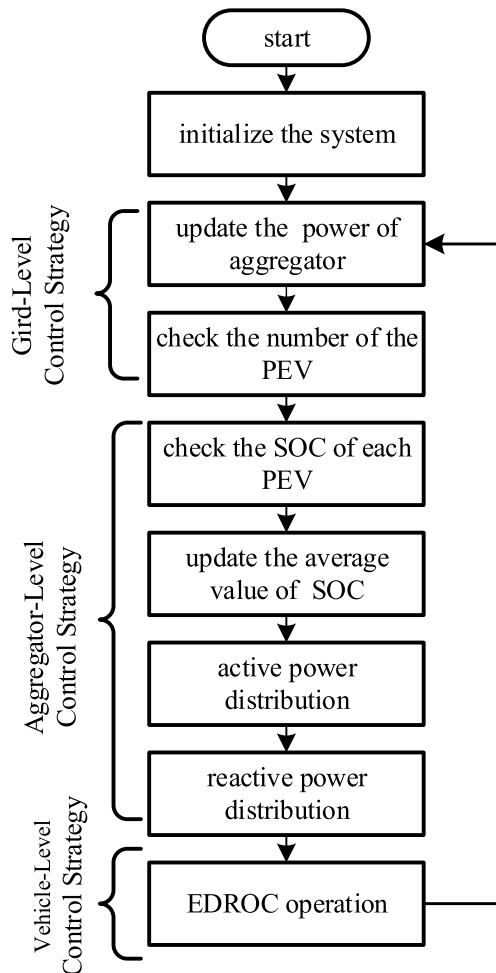 start
initialize the system
Gird-Level
Control Strategy
update the power of
aggregator
check the number of the
PEV
Aggregator-Level
Control Strategy
check the SOC of each
PEV
update the average
value of SOC
active power
distribution
reactive power
distribution
Vehicle-Level
Control Strategy
EDROC operation